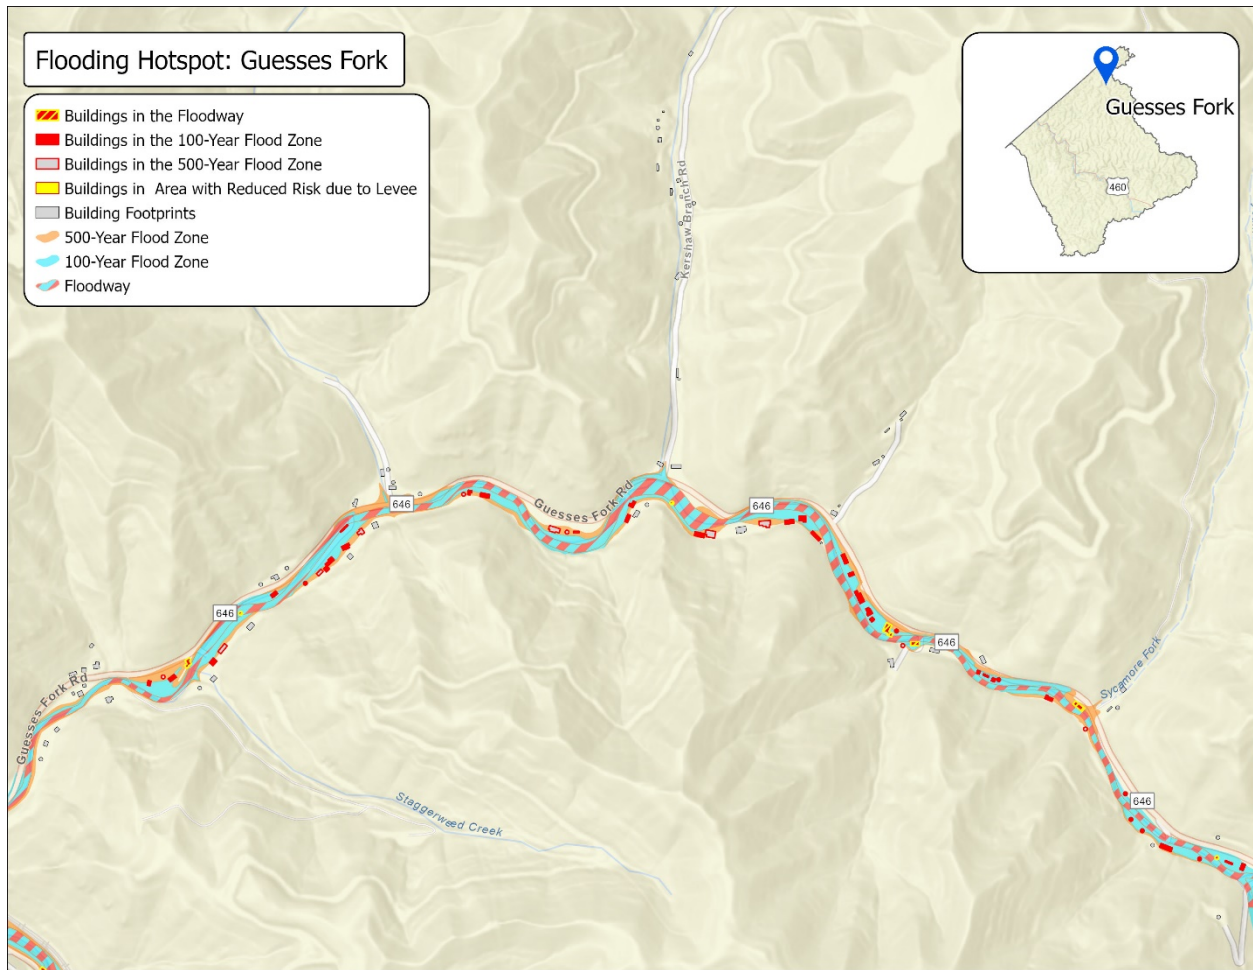 Flooding Hotspot: Guesses Fork
Buildings in the Floodway
Buildings in the 100-Year Flood Zone
Buildings in the 500-Year Flood Zone
Buildings in Area with Reduced Risk due to Levee
Building Footprints
500-Year Flood Zone
100-Year Flood Zone
Floodway
Guesses Fork
460
Kershaw Branch Rd
646
Guesses Fork Rd
646
646
646
Guesses Fork Rd
Sycamore Fork
Staggerweed Creek
646